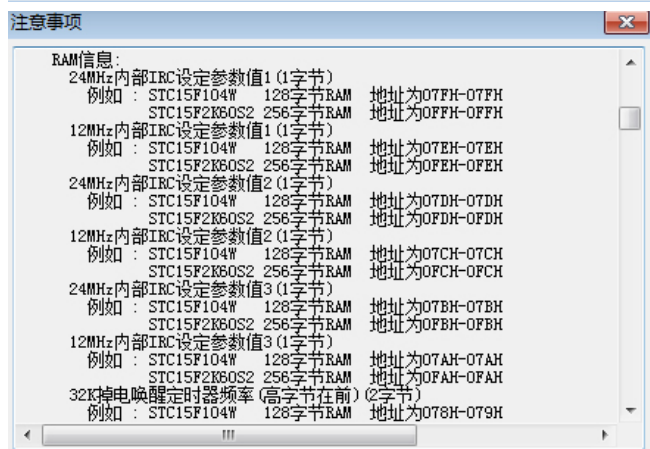 注意事项
RAM信息:
24MHz内部IRC设定参数值1(1字节)
例如 : STC15F104W 128字节RAM 地址为07FH-07FH
STC15F2K60S2 256字节RAM 地址为0FFH-0FFH
12MHz内部IRC设定参数值1(1字节)
例如 : STC15F104W 128字节RAM 地址为07EH-07EH
STC15F2K60S2 256字节RAM 地址为0FEH-0FEH
24MHz内部IRC设定参数值2(1字节)
例如 : STC15F104W 128字节RAM 地址为07DH-07DH
STC15F2K60S2 256字节RAM 地址为0FDH-0FDH
12MHz内部IRC设定参数值2(1字节)
例如 : STC15F104W 128字节RAM 地址为07CH-07CH
STC15F2K60S2 256字节RAM 地址为0FCH-0FCH
24MHz内部IRC设定参数值3(1字节)
例如 : STC15F104W 128字节RAM 地址为07BH-07BH
STC15F2K60S2 256字节RAM 地址为0FBH-0FBH
12MHz内部IRC设定参数值3(1字节)
例如 : STC15F104W 128字节RAM 地址为07AH-07AH
STC15F2K60S2 256字节RAM 地址为0FAH-0FAH
32K掉电唤醒定时器频率(高字节在前)(2字节)
例如 : STC15F104W 128字节RAM 地址为078H-079H